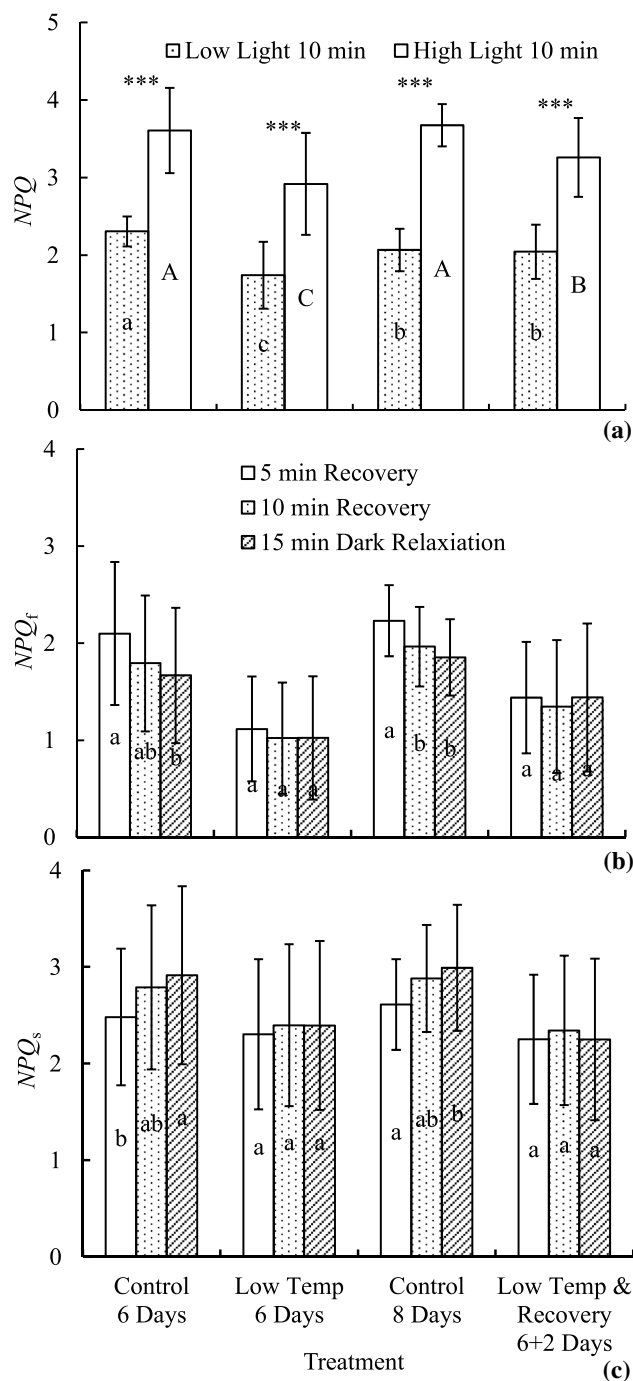 5
Low Light 10 min High Light 10 min
*** *** *** ***
4
3
NPQ
2
A C A B
1
a c b b
0
(a)
4
5 min Recovery
10 min Recovery
15 min Dark Relaxiation
3
NPQf
2
1
a ab b a a a a b b a a a
0
(b)
4
3
NPQs
2
1
b ab a a a a a ab b a a a
0
Control Low Temp Control Low Temp &
6 Days 6 Days 8 Days Recovery
6+2 Days
Treatment
(c)